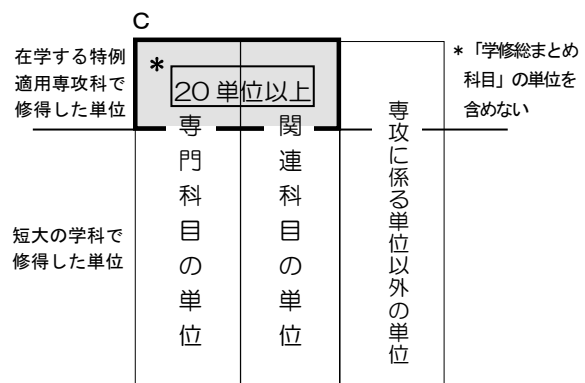 C
在学する特例
適用専攻科で
修得した単位
*
20単位以上
*「学修総まとめ
科目」の単位を
含めない
専門科目の単位
関連科目の単位
専攻に係る単位以外の単位
短大の学科で
修得した単位